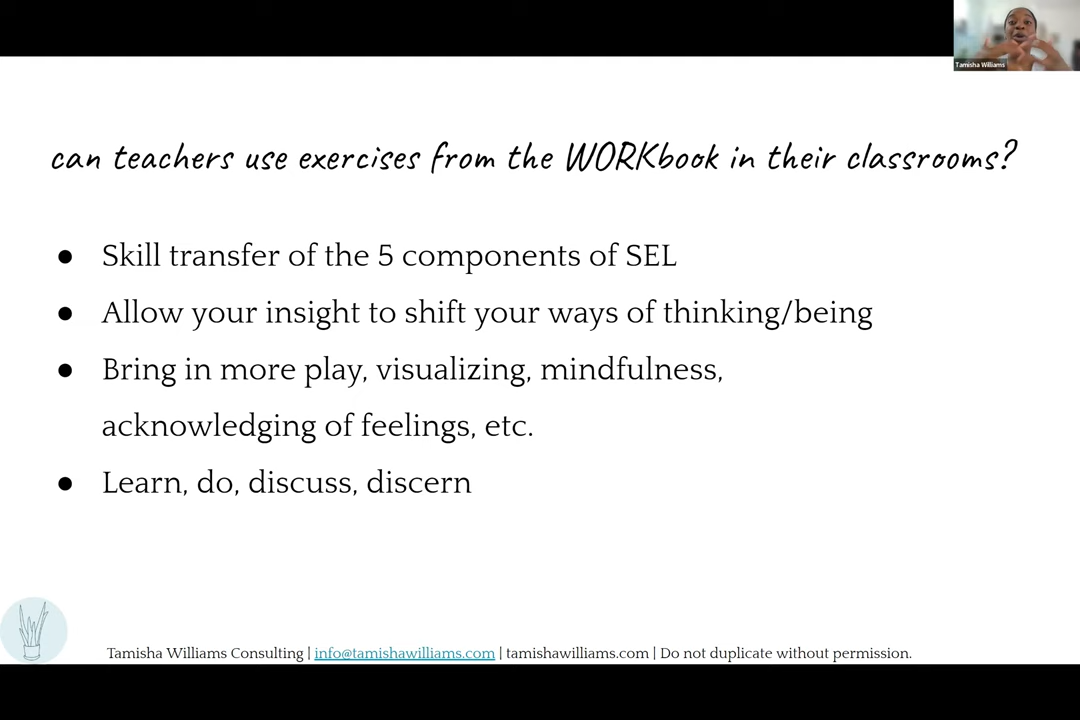 Tamisha Williams
can teachers use exercises from the WORKbook in their classrooms?
● Skill transfer of the 5 components of SEL
● Allow your insight to shift your ways of thinking/being
● Bring in more play, visualizing, mindfulness,
acknowledging of feelings, etc.
● Learn, do, discuss, discern
Tamisha Williams Consulting | info@tamishawilliams.com | tamishawilliams.com | Do not duplicate without permission.